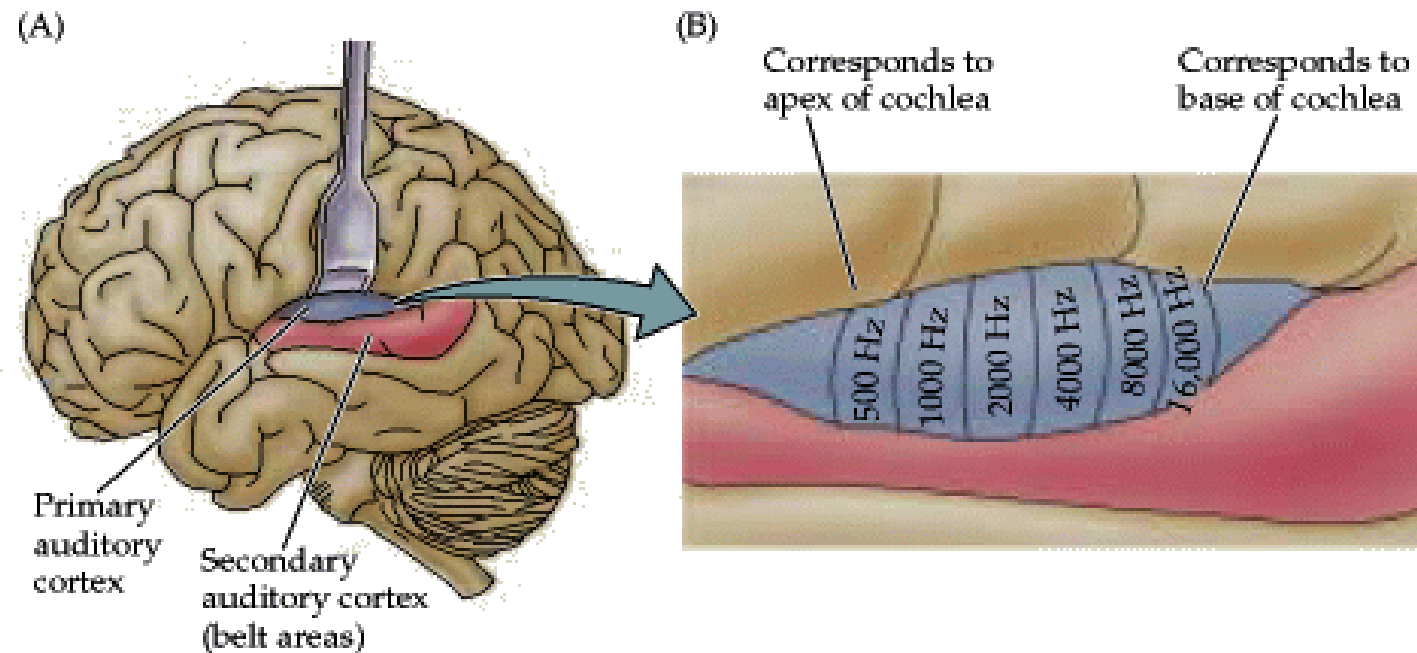 (A)
Primary
auditory
cortex
Secondary
auditory cortex
(belt areas)
(B)
Corresponds to
apex of cochlea
Corresponds to
base of cochlea
500 Hz
1000 Hz
2000 Hz
4000 Hz
8000 Hz
16,000 Hz